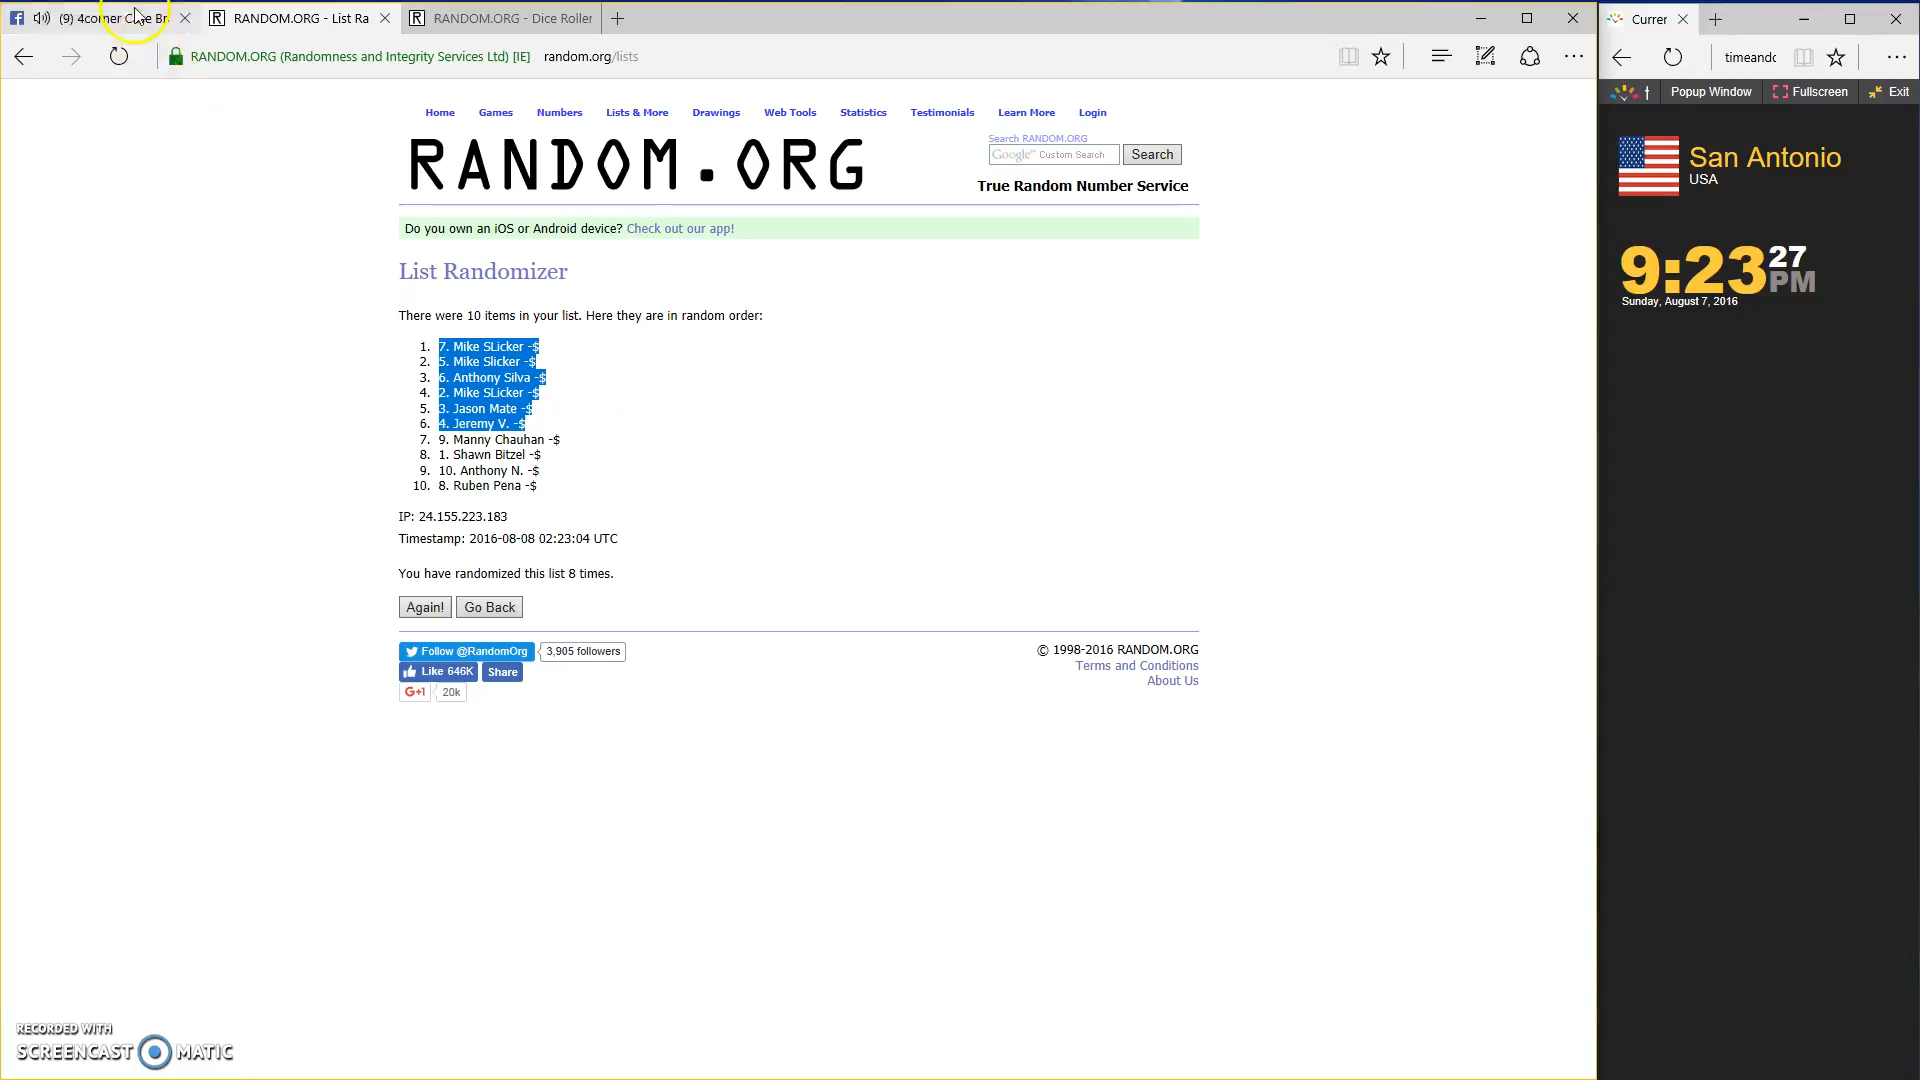 (9) 4corner Case Br
RANDOM.ORG - List Ra
RANDOM.ORG - Dice Roller
RANDOM.ORG (Randomness and Integrity Services Ltd) [IE]
random.org/lists
Home
Games
Numbers
Lists & More
Drawings
Web Tools
Statistics
Testimonials
Learn More
Login
RANDOM.ORG
Search RANDOM.ORG
Google™ Custom Search
Search
True Random Number Service
Do you own an iOS or Android device? Check out our app!
List Randomizer
There were 10 items in your list. Here they are in random order:
1. 7. Mike SLicker -$
2. 5. Mike Slicker -$
3. 6. Anthony Silva -$
4. 2. Mike SLicker -$
5. 3. Jason Mate -$
6. 4. Jeremy V. -$
7. 9. Manny Chauhan -$
8. 1. Shawn Bitzel -$
9. 10. Anthony N. -$
10. 8. Ruben Pena -$
IP: 24.155.223.183
Timestamp: 2016-08-08 02:23:04 UTC
You have randomized this list 8 times.
Again!
Go Back
Follow @RandomOrg
3,905 followers
Like 646K
Share
G+1
20k
© 1998-2016 RANDOM.ORG
Terms and Conditions
About Us
RECORDED WITH
SCREENCAST MATIC
Currer
timeandc
t
Popup Window
Fullscreen
Exit
San Antonio
USA
9:23 27 PM
Sunday, August 7, 2016